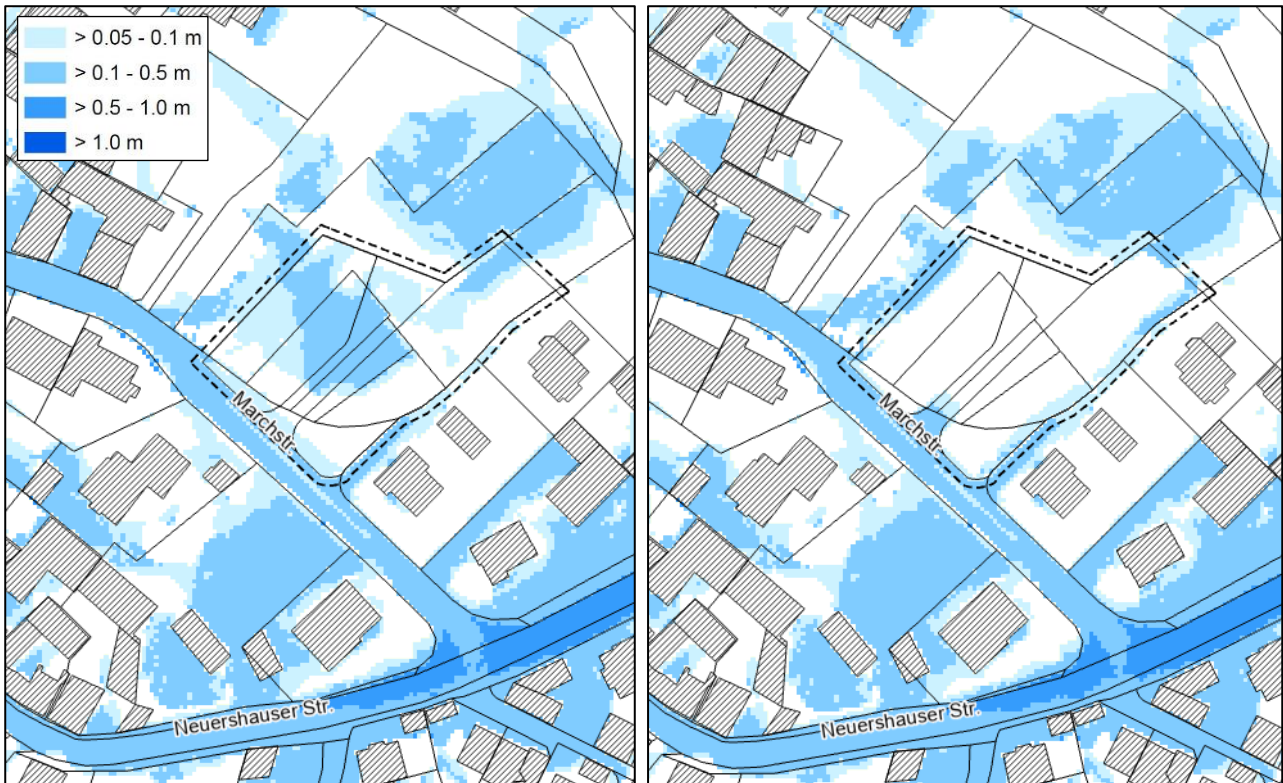 > 0.05 - 0.1 m
> 0.1 - 0.5 m
> 0.5 - 1.0 m
> 1.0 m
Marchstr.
Neuershauser Str.
Marchstr.
Neuershauser Str.